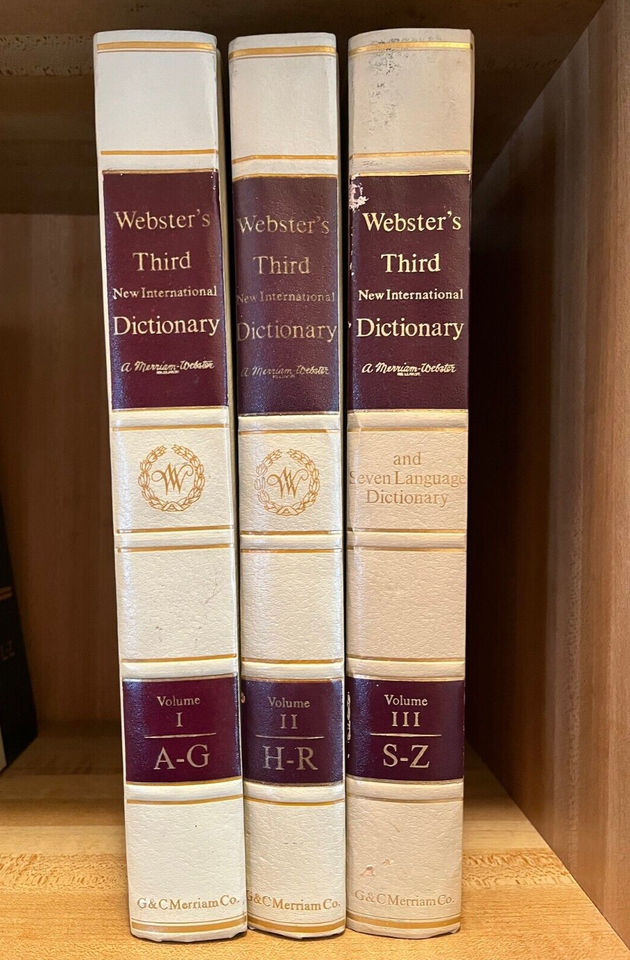 Webster's
Third
New International
Dictionary
A Merriam-Webster
W
Volume
I
A-G
G&C Merriam Co.
Webster's
Third
New International
Dictionary
A Merriam-Webster
W
Volume
II
H-R
G&C Merriam Co.
Webster's
Third
New International
Dictionary
A Merriam-Webster
and
Seven Language
Dictionary
Volume
III
S-Z
G&C Merriam Co.